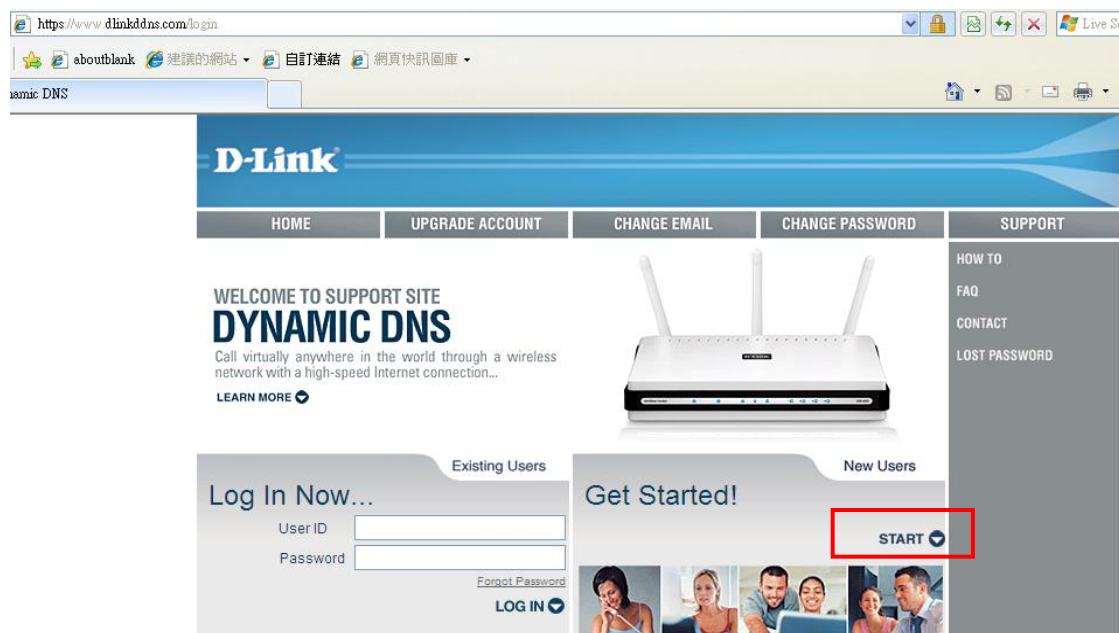 https://www.dlinkddns.com/login
Live S
aboutblank 建議的網站 自訂連結 網頁快訊圖庫
namic DNS
D-Link
HOME UPGRADE ACCOUNT CHANGE EMAIL CHANGE PASSWORD SUPPORT
HOW TO
FAQ
CONTACT
LOST PASSWORD
WELCOME TO SUPPORT SITE
DYNAMIC DNS
Call virtually anywhere in the world through a wireless
network with a high-speed Internet connection...
LEARN MORE
Existing Users
Log In Now...
User ID
Password
Forgot Password
LOG IN
New Users
Get Started!
START